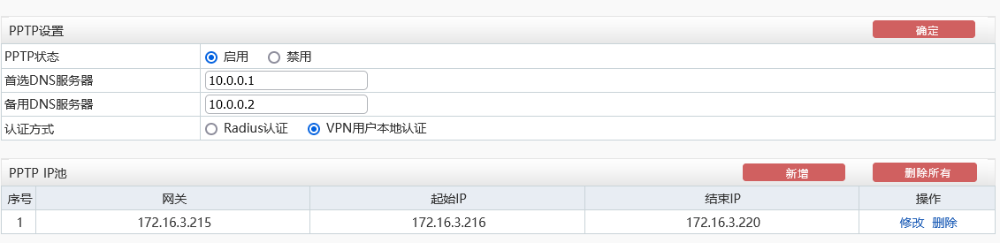 PPTP设置 确定
PPTP状态 启用 禁用
首选DNS服务器 10.0.0.1
备用DNS服务器 10.0.0.2
认证方式 Radius认证 VPN用户本地认证
PPTP IP池 新增 删除所有
序号 网关 起始IP 结束IP 操作
1 172.16.3.215 172.16.3.216 172.16.3.220 修改 删除